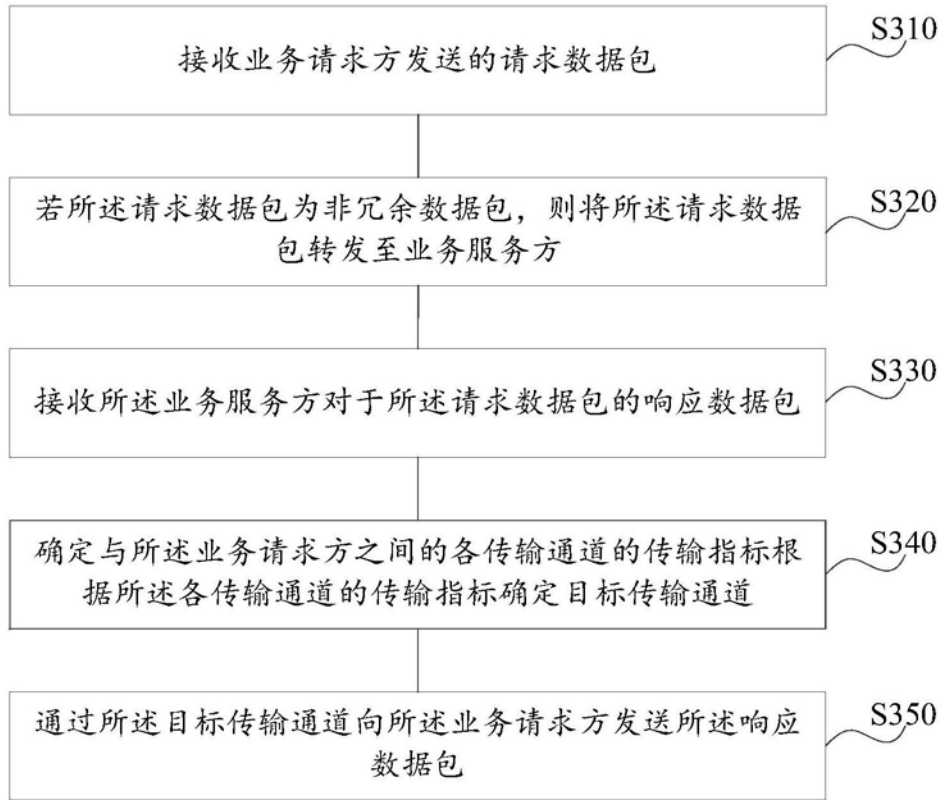 接收业务请求方发送的请求数据包
S310
若所述请求数据包为非冗余数据包，则将所述请求数据
包转发至业务服务方
S320
接收所述业务服务方对于所述请求数据包的响应数据包
S330
确定与所述业务请求方之间的各传输通道的传输指标根
据所述各传输通道的传输指标确定目标传输通道
S340
通过所述目标传输通道向所述业务请求方发送所述响应
数据包
S350